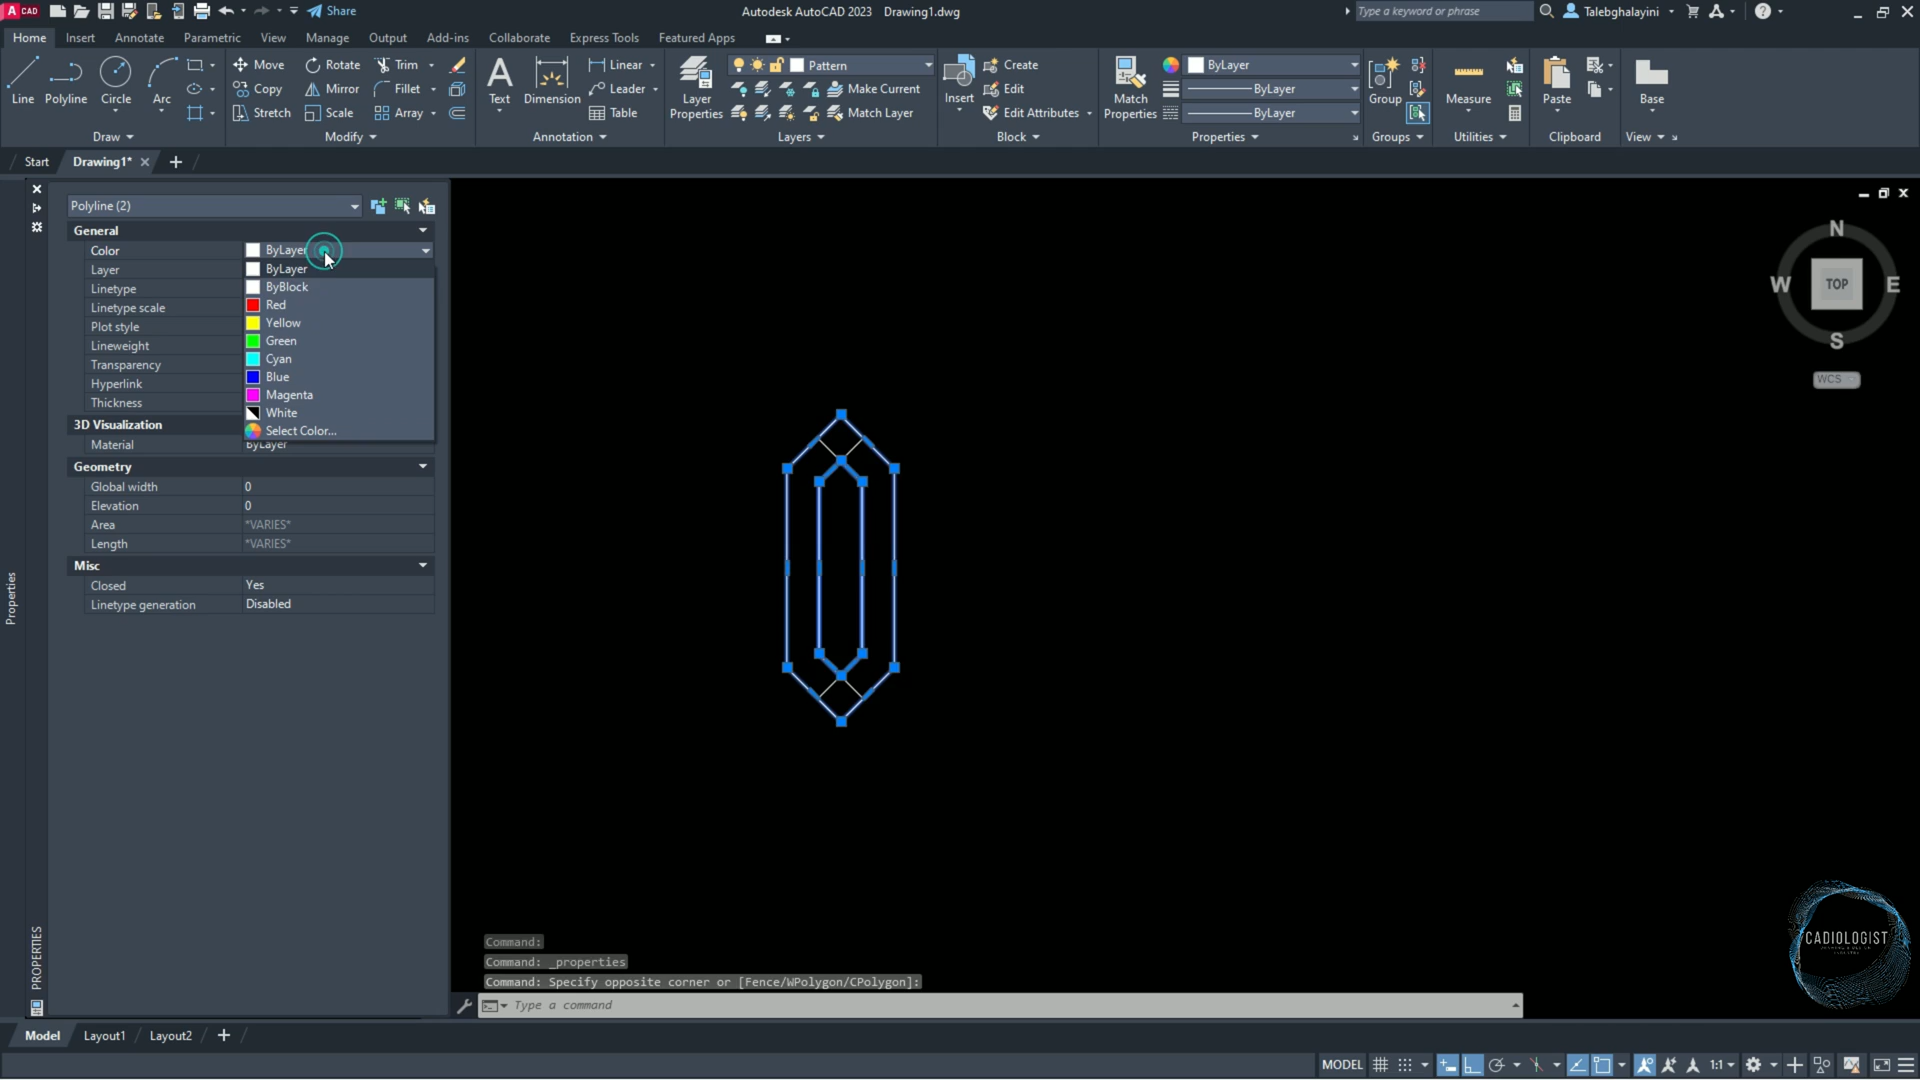 A CAD
Share
Autodesk AutoCAD 2023 Drawing1.dwg
Type a keyword or phrase
Talebghalayini
Home Insert Annotate Parametric View Manage Output Add-ins Collaborate Express Tools Featured Apps
Line Polyline Circle Arc
Move Rotate Trim
Copy Mirror Fillet
Stretch Scale Array
Text Dimension
Linear
Leader
Table
Layer Properties
Pattern
Make Current
Match Layer
Insert
Create
Edit
Edit Attributes
Match Properties
ByLayer
ByLayer
ByLayer
Group
Measure
Paste
Base
Draw Modify Annotation Layers Block Properties Groups Utilities Clipboard View
Start Drawing1*
Polyline (2)
General
Color ByLayer
Layer ByLayer
Linetype ByBlock
Linetype scale Red
Plot style Yellow
Lineweight Green
Transparency Cyan
Hyperlink Blue
Thickness Magenta
White
3D Visualization
Select Color...
Material ByLayer
Geometry
Global width 0
Elevation 0
Area *VARIES*
Length *VARIES*
Misc
Closed Yes
Linetype generation Disabled
Properties
PROPERTIES
N
W TOP E
S
WCS
CADIOLOGIST
Command:
Command: _properties
Command: Specify opposite corner or [Fence/WPolygon/CPolygon]:
Type a command
Model Layout1 Layout2
MODEL 1:1